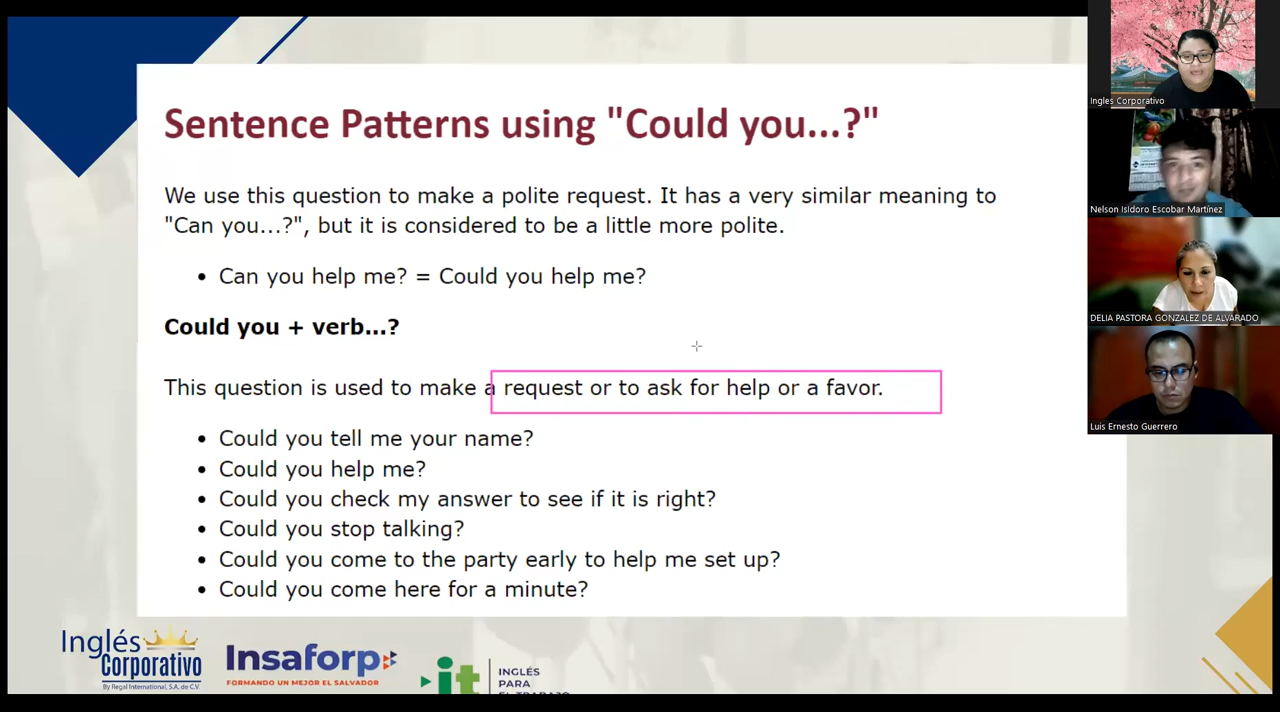 Sentence Patterns using "Could you...?"
We use this question to make a polite request. It has a very similar meaning to
"Can you...?", but it is considered to be a little more polite.
• Can you help me? = Could you help me?
Could you + verb...?
This question is used to make a request or to ask for help or a favor.
• Could you tell me your name?
• Could you help me?
• Could you check my answer to see if it is right?
• Could you stop talking?
• Could you come to the party early to help me set up?
• Could you come here for a minute?
Inglés
Corporativo
By Regal International, S.A. de C.V.
Insaforp
FORMANDO UN MEJOR EL SALVADOR
it
INGLÉS
PARA
EL TRABAJO
Ingles Corporativo
Nelson Isidoro Escobar Martínez
DELIA PASTORA GONZALEZ DE ALVARADO
Luis Ernesto Guerrero